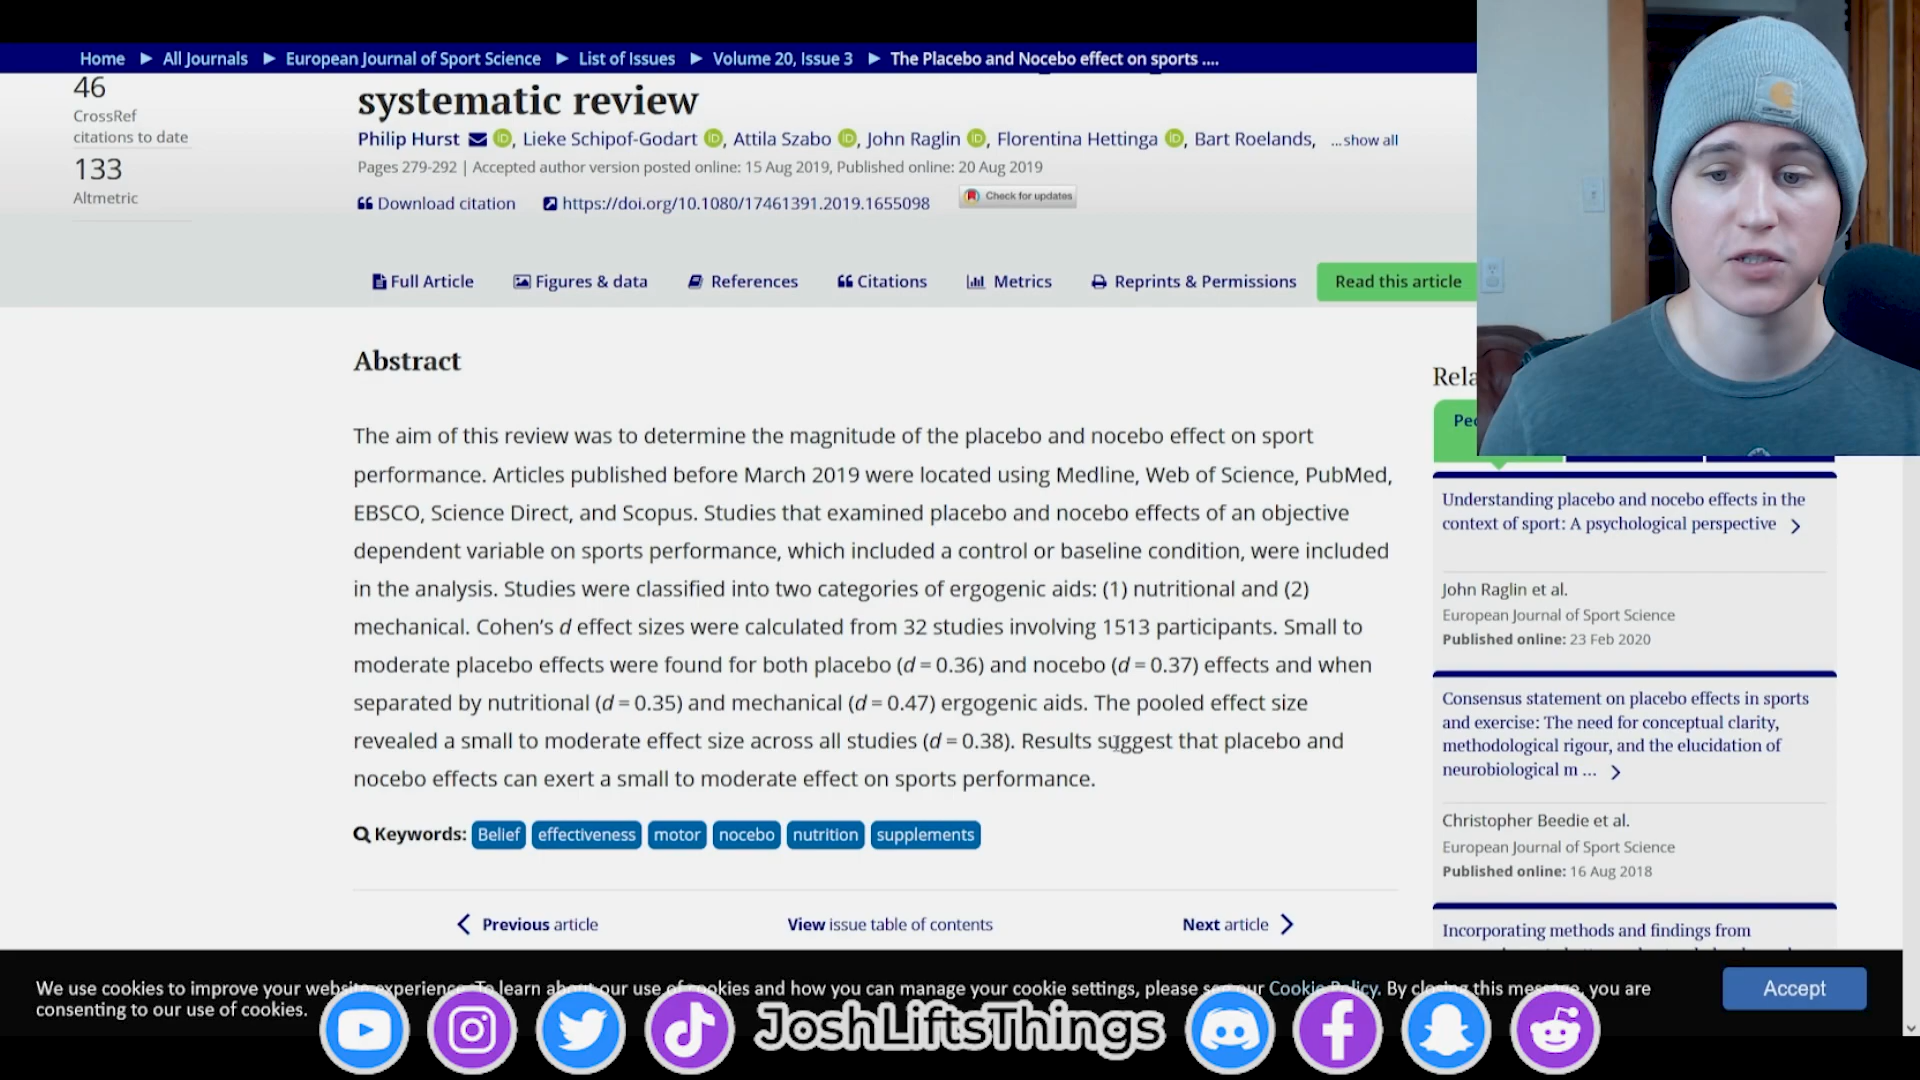 Home ▶ All Journals ▶ European Journal of Sport Science ▶ List of Issues ▶ Volume 20, Issue 3 ▶ The Placebo and Nocebo effect on sports ....
46
CrossRef
citations to date
133
Altmetric
systematic review
Philip Hurst, Lieke Schipof-Godart, Attila Szabo, John Raglin, Florentina Hettinga, Bart Roelands, ...show all
Pages 279-292 | Accepted author version posted online: 15 Aug 2019, Published online: 20 Aug 2019
Download citation https://doi.org/10.1080/17461391.2019.1655098 Check for updates
Full Article Figures & data References Citations Metrics Reprints & Permissions Read this article
Abstract
The aim of this review was to determine the magnitude of the placebo and nocebo effect on sport
performance. Articles published before March 2019 were located using Medline, Web of Science, PubMed,
EBSCO, Science Direct, and Scopus. Studies that examined placebo and nocebo effects of an objective
dependent variable on sports performance, which included a control or baseline condition, were included
in the analysis. Studies were classified into two categories of ergogenic aids: (1) nutritional and (2)
mechanical. Cohen's d effect sizes were calculated from 32 studies involving 1513 participants. Small to
moderate placebo effects were found for both placebo (d = 0.36) and nocebo (d = 0.37) effects and when
separated by nutritional (d = 0.35) and mechanical (d = 0.47) ergogenic aids. The pooled effect size
revealed a small to moderate effect size across all studies (d = 0.38). Results suggest that placebo and
nocebo effects can exert a small to moderate effect on sports performance.
Keywords: Belief effectiveness motor nocebo nutrition supplements
Previous article View issue table of contents Next article
Understanding placebo and nocebo effects in the
context of sport: A psychological perspective
John Raglin et al.
European Journal of Sport Science
Published online: 23 Feb 2020
Consensus statement on placebo effects in sports
and exercise: The need for conceptual clarity,
methodological rigour, and the elucidation of
neurobiological m ...
Christopher Beedie et al.
European Journal of Sport Science
Published online: 16 Aug 2018
Incorporating methods and findings from
We use cookies to improve your website experience. To learn about our use of cookies and how you can manage your cookie settings, please see our Cookie Policy. By closing this message, you are
consenting to our use of cookies.
Accept
JoshLiftsThings